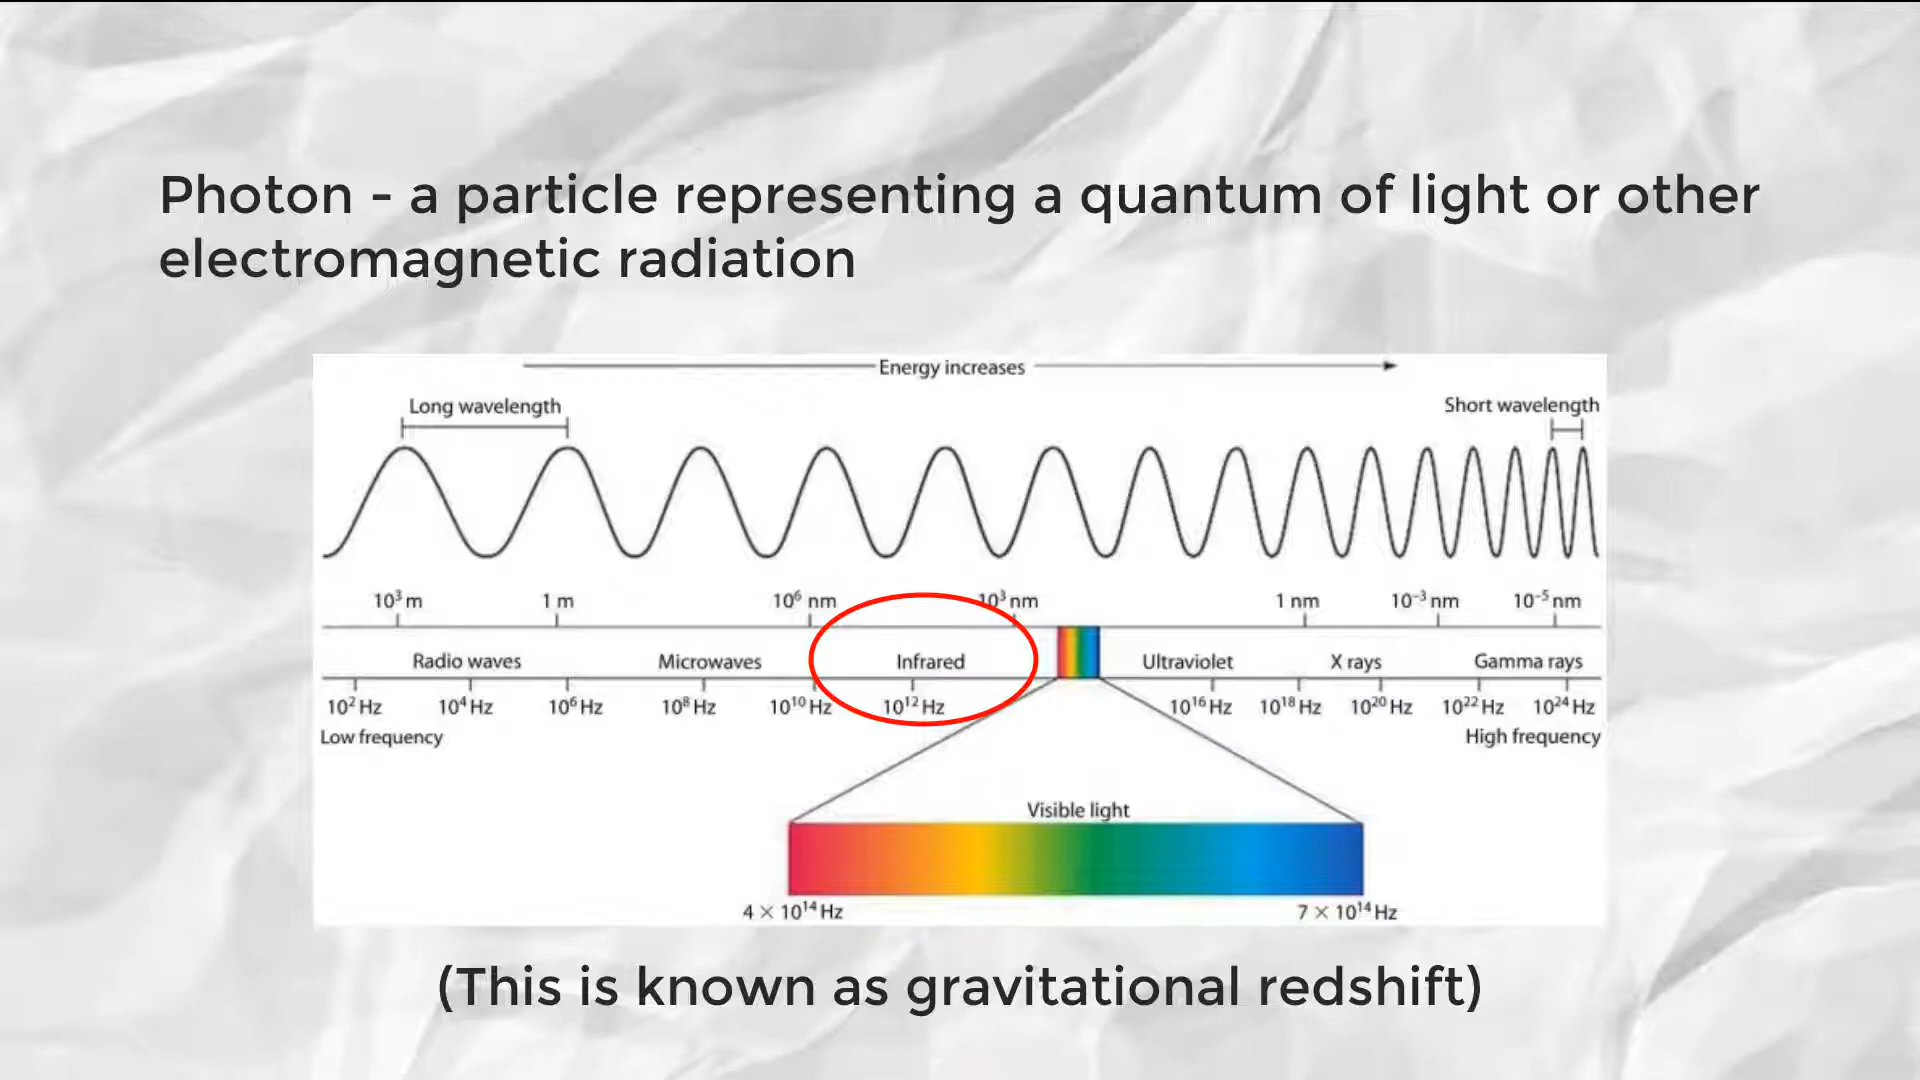 Photon - a particle representing a quantum of light or other
electromagnetic radiation
Energy increases
Long wavelength
Short wavelength
10³ m 1 m 10⁶ nm 10³ nm 1 nm 10⁻³ nm 10⁻⁵ nm
Radio waves Microwaves Infrared Ultraviolet X rays Gamma rays
10² Hz 10⁴ Hz 10⁶ Hz 10⁸ Hz 10¹⁰ Hz 10¹² Hz 10¹⁶ Hz 10¹⁸ Hz 10²⁰ Hz 10²² Hz 10²⁴ Hz
Low frequency High frequency
Visible light
4 × 10¹⁴ Hz 7 × 10¹⁴ Hz
(This is known as gravitational redshift)